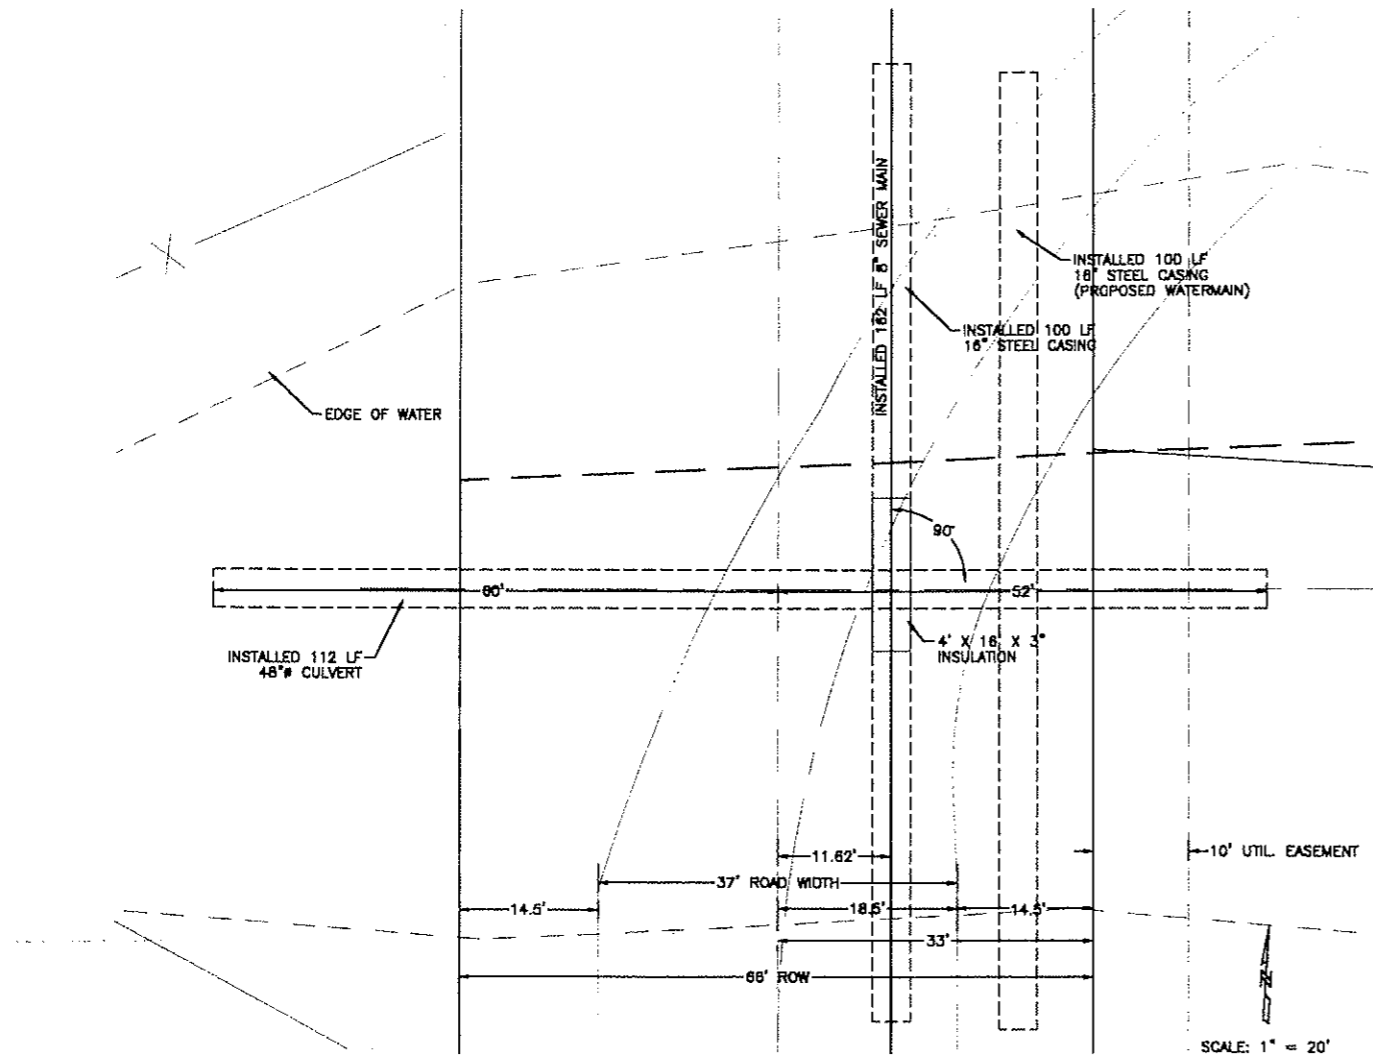 INSTALLED 162 LF 8" SEWER MAIN
INSTALLED 100 LF
16" STEEL CASING
(PROPOSED WATERMAIN)
INSTALLED 100 LF
16" STEEL CASING
EDGE OF WATER
90°
60'
52'
INSTALLED 112 LF
48"ø CULVERT
4' X 16' X 3"
INSULATION
11.62'
10' UTIL. EASEMENT
37' ROAD WIDTH
14.5'
18.5'
14.5'
33'
66' ROW
N
SCALE: 1" = 20'